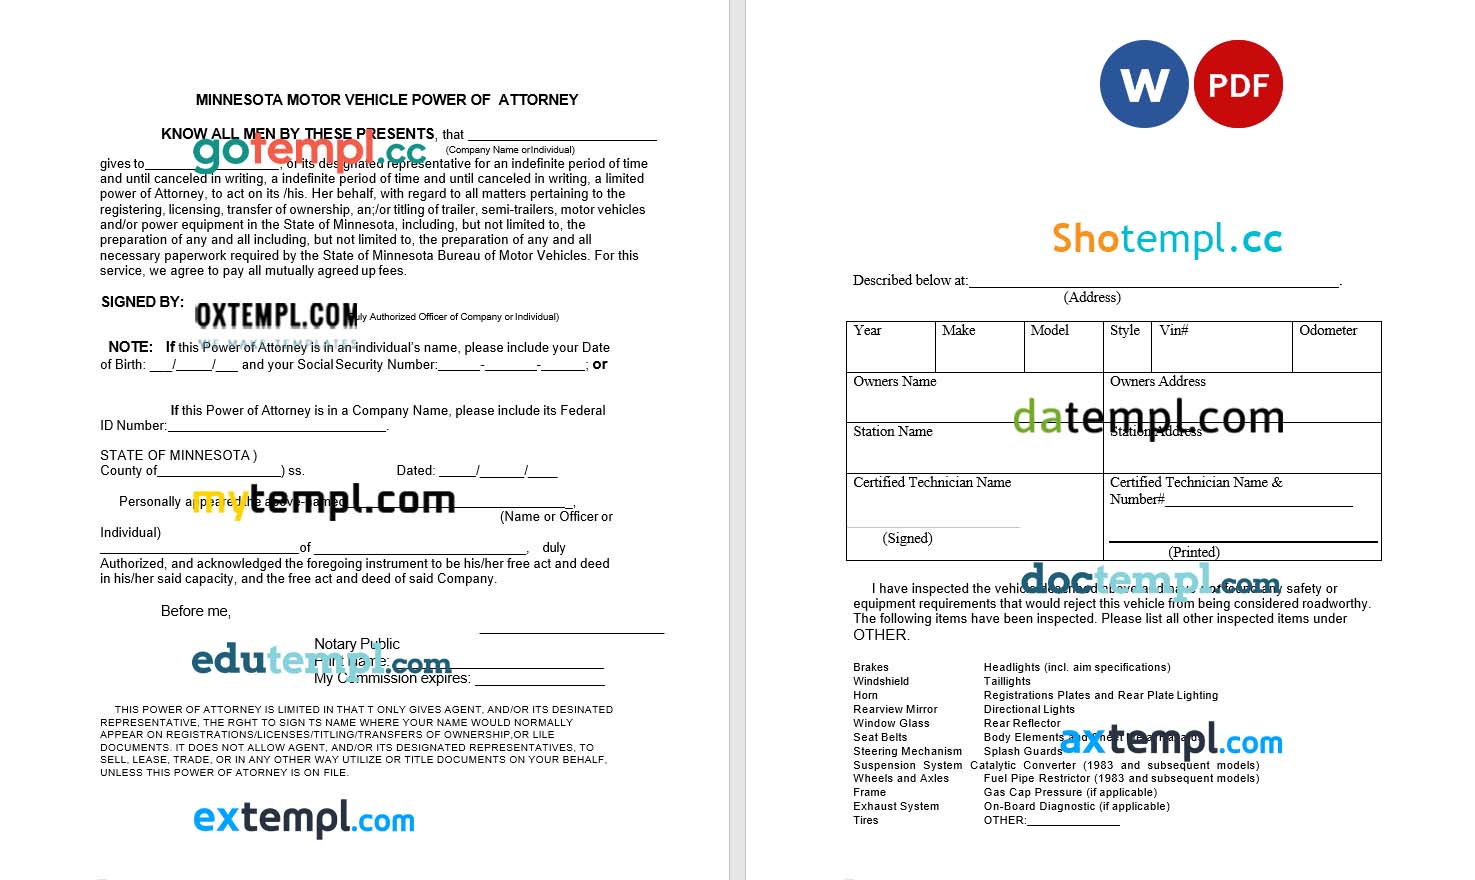 MINNESOTA MOTOR VEHICLE POWER OF ATTORNEY
KNOW ALL MEN BY THESE PRESENTS, that
(Company Name orIndividual)
gotempl.cc
gives to____, or its designated representative for an indefinite period of time
and until canceled in writing, a indefinite period of time and until canceled in writing, a limited
power of Attorney, to act on its /his. Her behalf, with regard to all matters pertaining to the
registering, licensing, transfer of ownership, an;/or titling of trailer, semi-trailers, motor vehicles
and/or power equipment in the State of Minnesota, including, but not limited to, the
preparation of any and all including, but not limited to, the preparation of any and all
necessary paperwork required by the State of Minnesota Bureau of Motor Vehicles. For this
service, we agree to pay all mutually agreed up fees.
SIGNED BY:
OXTEMPL.COM
Duly Authorized Officer of Company or Individual)
WE MAKE TEMPLATES
NOTE: If this Power of Attorney is in an individual's name, please include your Date
of Birth: ___/_____/___ and your Social Security Number:______-_______-______; or
If this Power of Attorney is in a Company Name, please include its Federal
ID Number:____.
STATE OF MINNESOTA )
County of____) ss. Dated: _____/______/____
Personally appeared the above-named____,
mytempl.com
(Name or Officer or
Individual)
____of____, duly
Authorized, and acknowledged the foregoing instrument to be his/her free act and deed
in his/her said capacity, and the free act and deed of said Company.
Before me,
Notary Public
Print Name:
edutempl.com
My Commission expires:
THIS POWER OF ATTORNEY IS LIMITED IN THAT T ONLY GIVES AGENT, AND/OR ITS DESINATED
REPRESENTATIVE, THE RGHT TO SIGN TS NAME WHERE YOUR NAME WOULD NORMALLY
APPEAR ON REGISTRATIONS/LICENSES/TITLING/TRANSFERS OF OWNERSHIP,OR LILE
DOCUMENTS. IT DOES NOT ALLOW AGENT, AND/OR ITS DESIGNATED REPRESENTATIVES, TO
SELL, LEASE, TRADE, OR IN ANY OTHER WAY UTILIZE OR TITLE DOCUMENTS ON YOUR BEHALF,
UNLESS THIS POWER OF ATORNEY IS ON FILE.
extempl.com
W PDF
Shotempl.cc
Described below at:____.
(Address)
Year Make Model Style Vin# Odometer
Owners Name Owners Address
datempl.com
Station Name Station Address
Certified Technician Name Certified Technician Name &
Number#
(Signed)
(Printed)
doctempl.com
I have inspected the vehicle described above and have not found any safety or
equipment requirements that would reject this vehicle from being considered roadworthy.
The following items have been inspected. Please list all other inspected items under
OTHER.
Brakes Headlights (incl. aim specifications)
Windshield Taillights
Horn Registrations Plates and Rear Plate Lighting
Rearview Mirror Directional Lights
Window Glass Rear Reflector
Seat Belts Body Elements and Sheet Metal Hazards
Steering Mechanism Splash Guards
axtempl.com
Suspension System Catalytic Converter (1983 and subsequent models)
Wheels and Axles Fuel Pipe Restrictor (1983 and subsequent models)
Frame Gas Cap Pressure (if applicable)
Exhaust System On-Board Diagnostic (if applicable)
Tires OTHER: